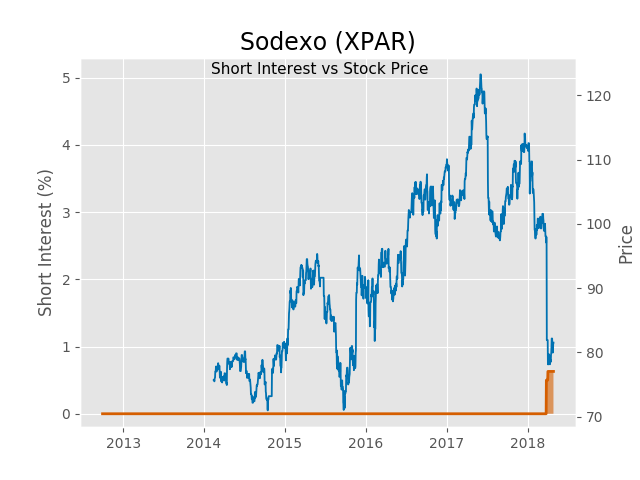 Sodexo (XPAR)
Short Interest vs Stock Price
Short Interest (%)
5
4
3
2
1
0
120
110
100
90
80
70
Price
2013 2014 2015 2016 2017 2018